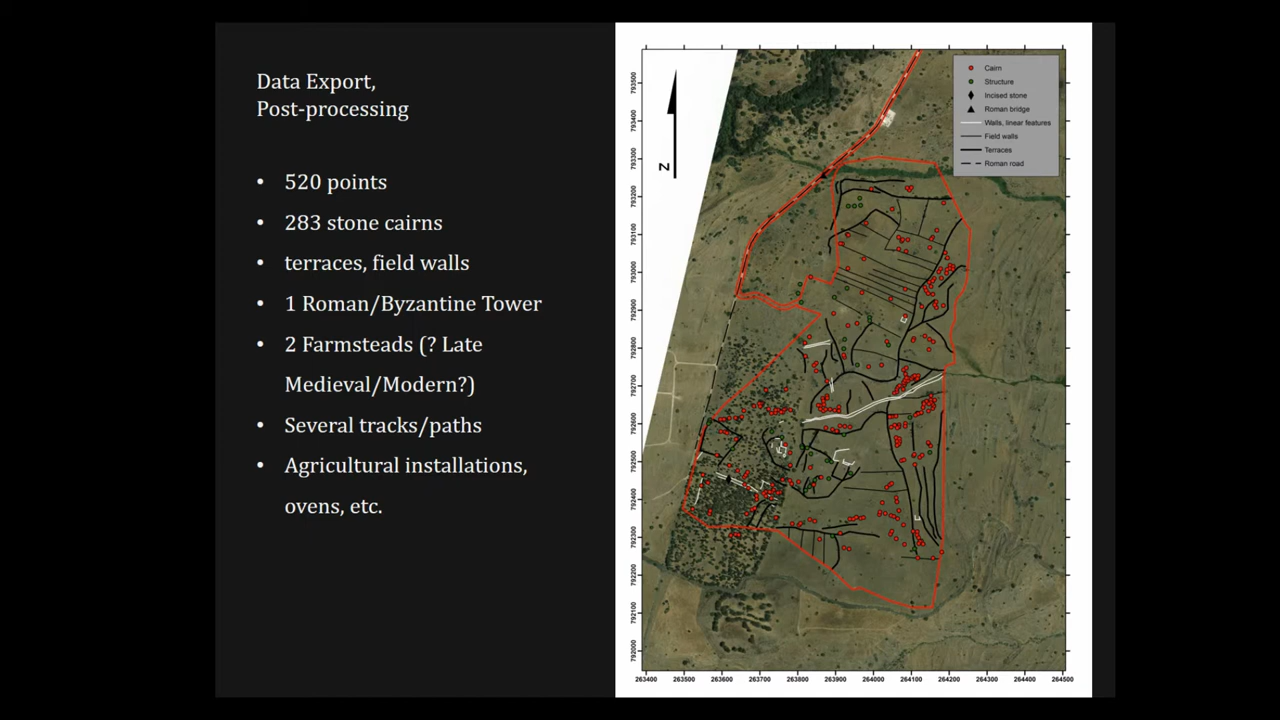 Data Export,
Post-processing
• 520 points
• 283 stone cairns
• terraces, field walls
• 1 Roman/Byzantine Tower
• 2 Farmsteads (? Late
Medieval/Modern?)
• Several tracks/paths
• Agricultural installations,
ovens, etc.
N
Cairn
Structure
Incised stone
Roman bridge
Walls, linear features
Field walls
Terraces
Roman road
793500
793400
793300
793200
793100
793000
792900
792800
792700
792600
792500
792400
792300
792200
792100
792000
263400 263500 263600 263700 263800 263900 264000 264100 264200 264300 264400 264500